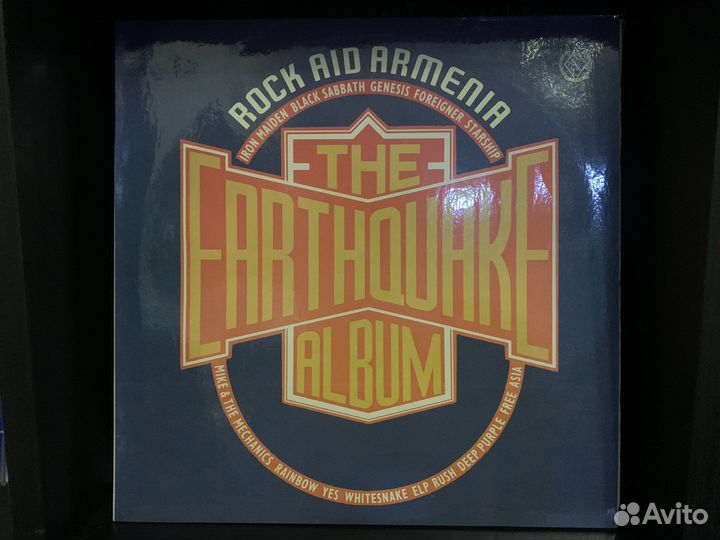 ROCK AID ARMENIA
IRON MAIDEN BLACK SABBATH GENESIS FOREIGNER STARSHIP
THE
EARTHQUAKE
ALBUM
MIKE & THE MECHANICS RAINBOW YES WHITESNAKE ELP RUSH DEEP PURPLE FREE ASIA
Avito